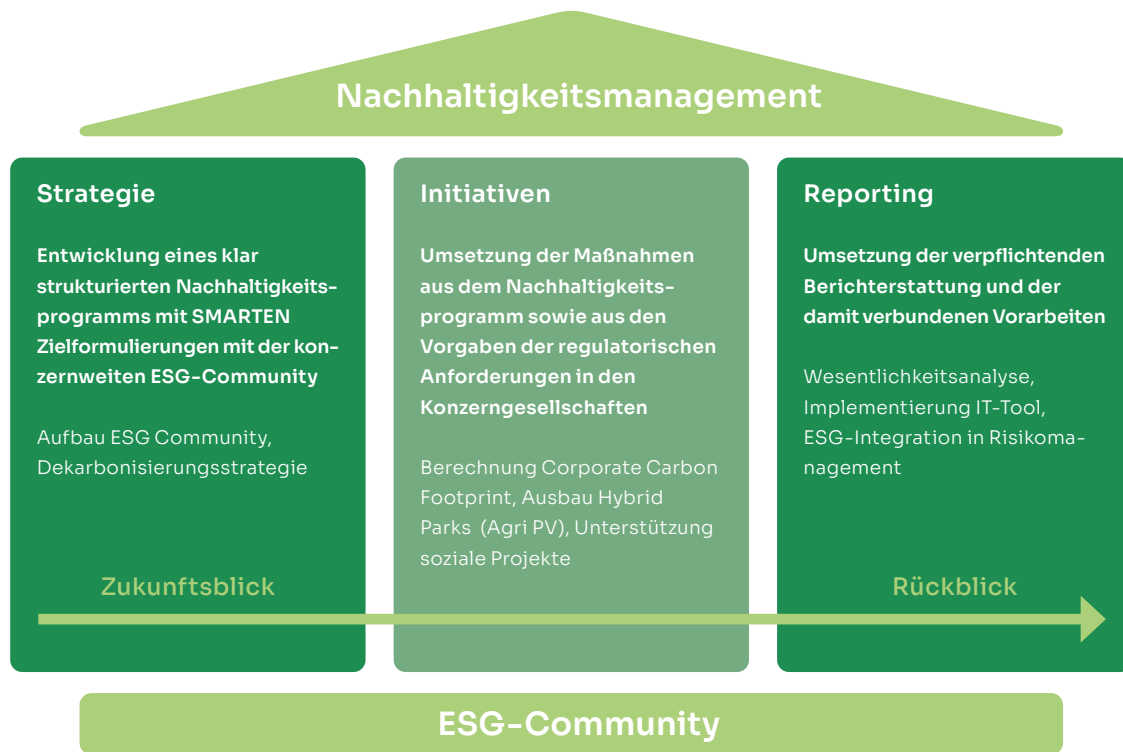 Nachhaltigkeitsmanagement
Strategie
Entwicklung eines klar
strukturierten Nachhaltigkeits-
programms mit SMARTEN
Zielformulierungen mit der kon-
zernweiten ESG-Community
Aufbau ESG Community,
Dekarbonisierungsstrategie
Zukunftsblick
Initiativen
Umsetzung der Maßnahmen
aus dem Nachhaltigkeits-
programm sowie aus den
Vorgaben der regulatorischen
Anforderungen in den
Konzerngesellschaften
Berechnung Corporate Carbon
Footprint, Ausbau Hybrid
Parks (Agri PV), Unterstützung
soziale Projekte
Reporting
Umsetzung der verpflichtenden
Berichterstattung und der
damit verbundenen Vorarbeiten
Wesentlichkeitsanalyse,
Implementierung IT-Tool,
ESG-Integration in Risikoma-
nagement
Rückblick
ESG-Community